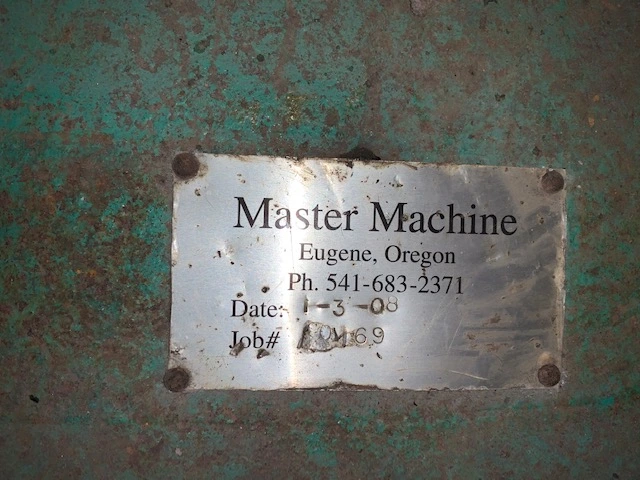 Master Machine
Eugene, Oregon
Ph. 541-683-2371
Date: 1-3-08
Job#